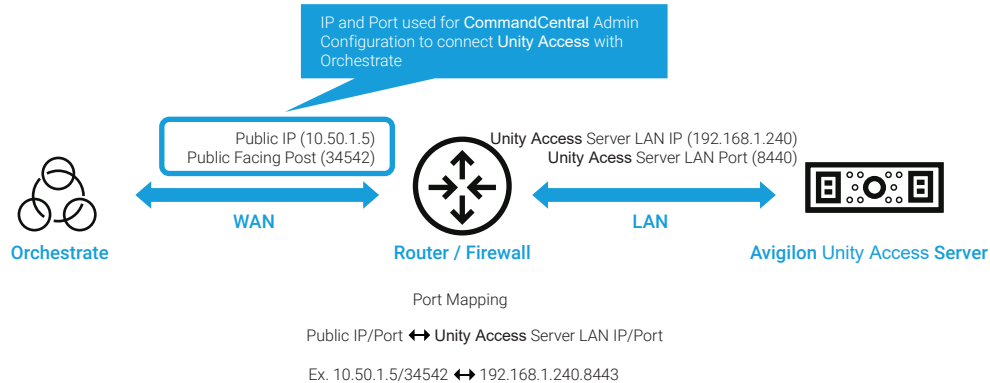 IP and Port used for CommandCentral Admin
Configuration to connect Unity Access with
Orchestrate
Public IP (10.50.1.5)
Public Facing Post (34542)
Unity Access Server LAN IP (192.168.1.240)
Unity Acess Server LAN Port (8440)
WAN
LAN
Orchestrate
Router / Firewall
Avigilon Unity Access Server
Port Mapping
Public IP/Port ↔ Unity Access Server LAN IP/Port
Ex. 10.50.1.5/34542 ↔ 192.168.1.240.8443